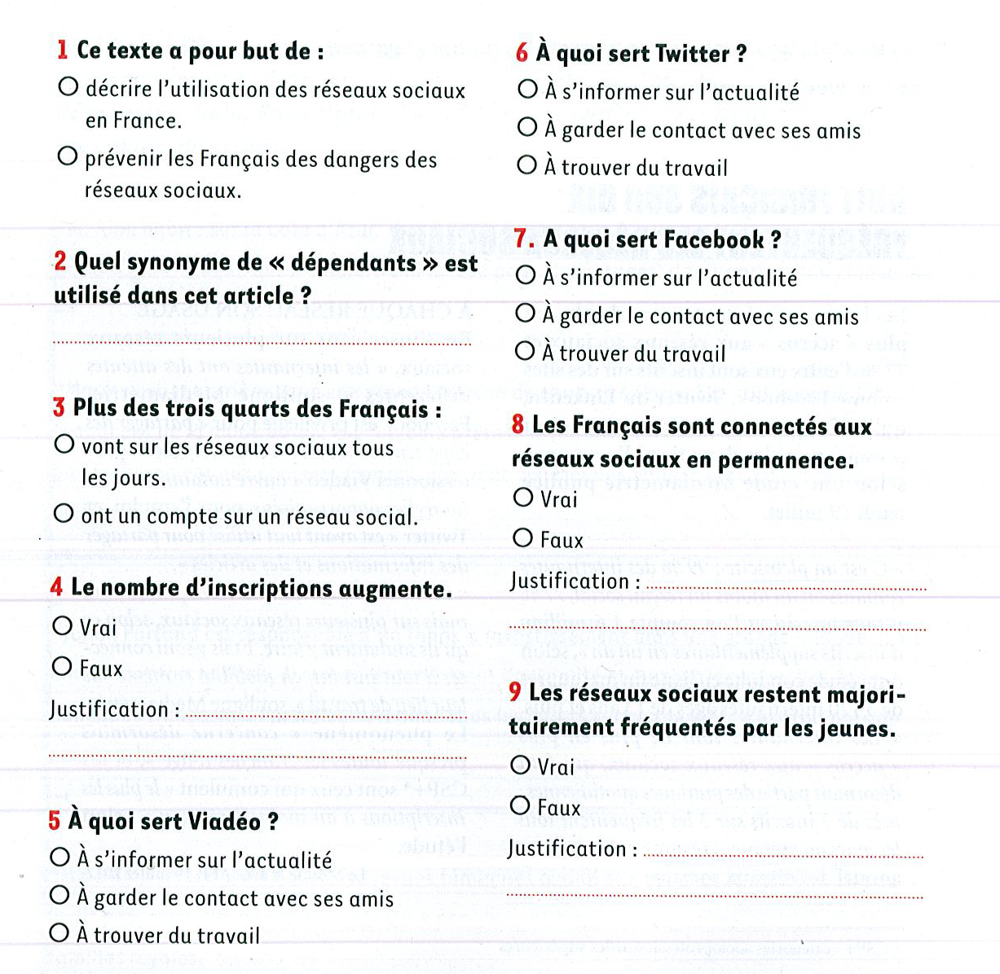 1 Ce texte a pour but de :
décrire l'utilisation des réseaux sociaux
en France.
prévenir les Français des dangers des
réseaux sociaux.
2 Quel synonyme de « dépendants » est
utilisé dans cet article ?
3 Plus des trois quarts des Français :
vont sur les réseaux sociaux tous
les jours.
ont un compte sur un réseau social.
4 Le nombre d'inscriptions augmente.
Vrai
Faux
Justification :
5 À quoi sert Viadéo ?
À s'informer sur l'actualité
À garder le contact avec ses amis
À trouver du travail
6 À quoi sert Twitter ?
À s'informer sur l'actualité
À garder le contact avec ses amis
À trouver du travail
7. A quoi sert Facebook ?
À s'informer sur l'actualité
À garder le contact avec ses amis
À trouver du travail
8 Les Français sont connectés aux
réseaux sociaux en permanence.
Vrai
Faux
Justification :
9 Les réseaux sociaux restent majori-
tairement fréquentés par les jeunes.
Vrai
Faux
Justification :